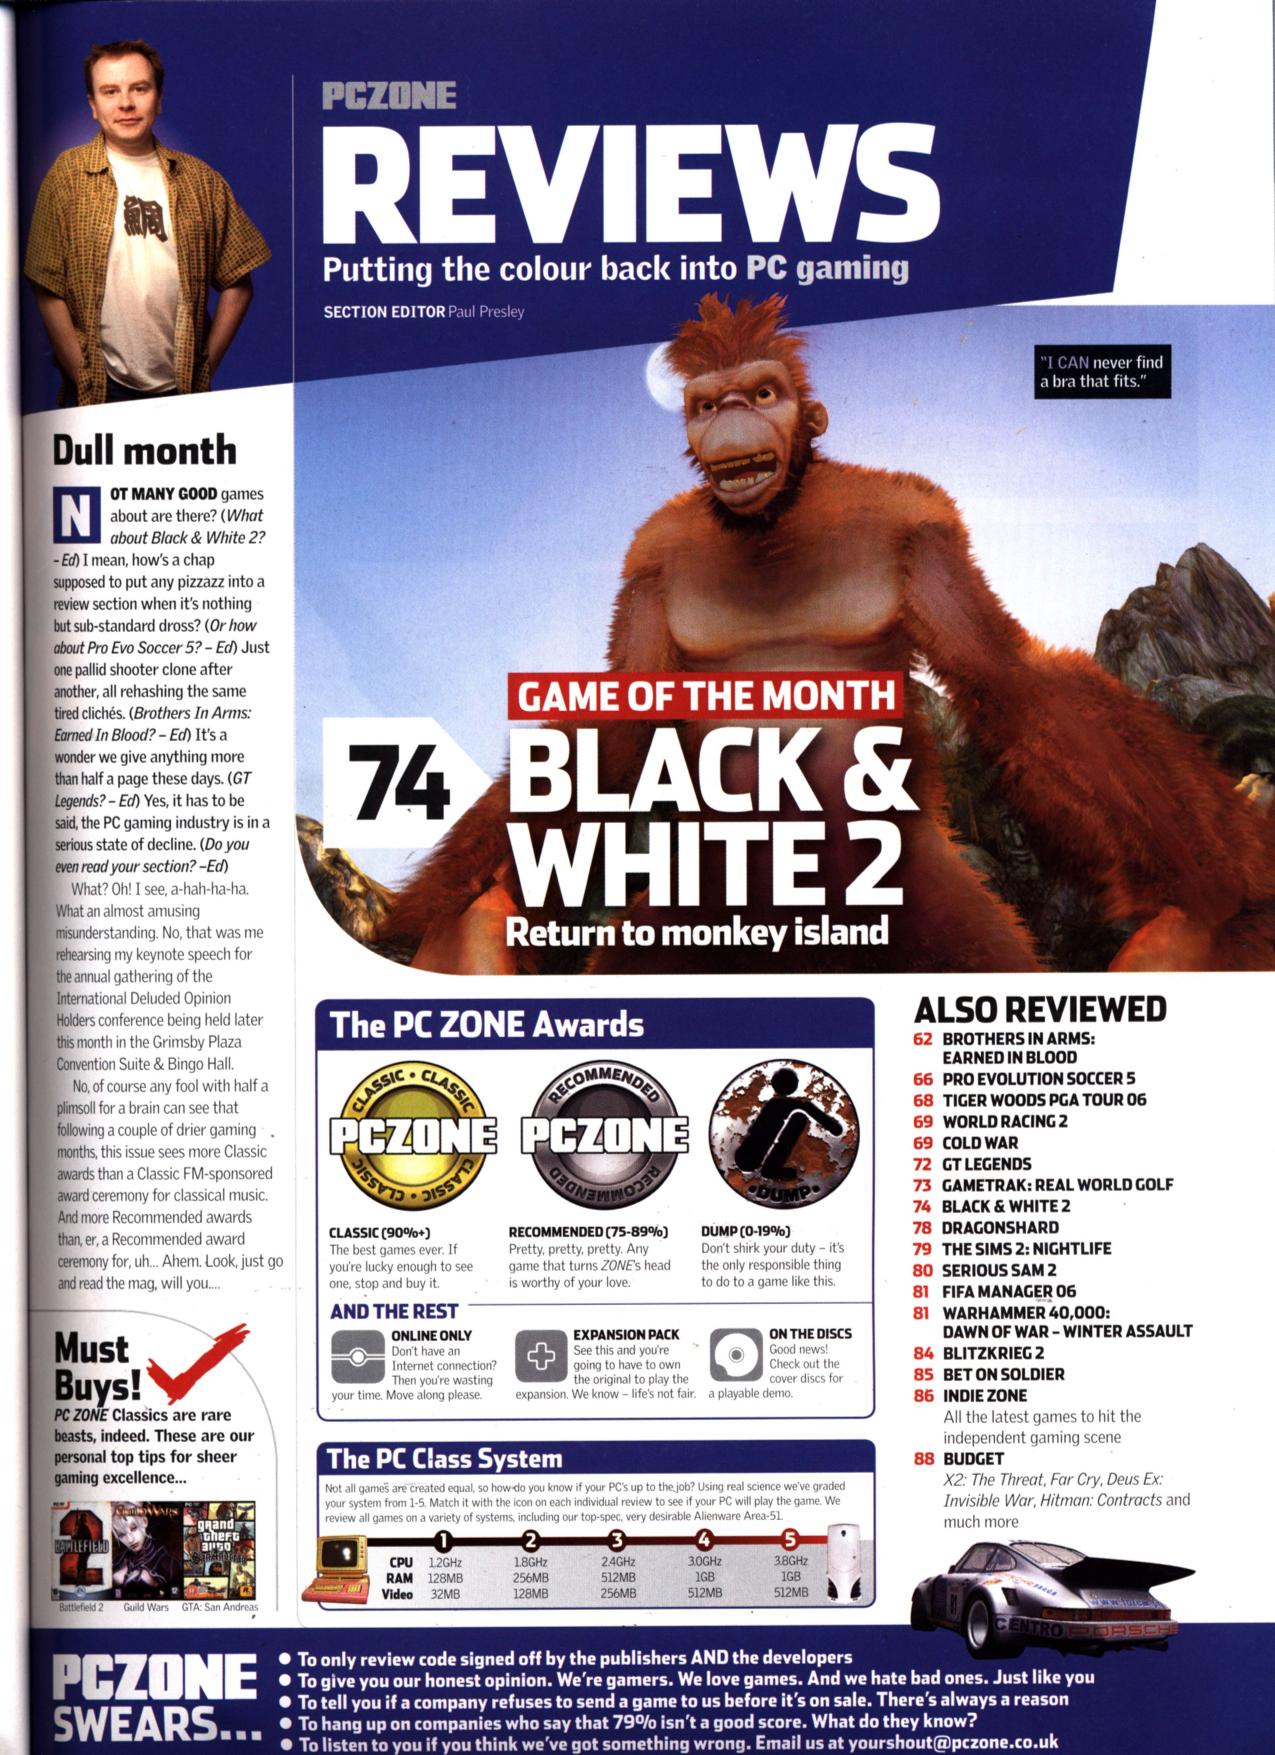 PCZONE
REVIEWS
Putting the colour back into PC gaming
SECTION EDITOR Paul Presley
"I CAN never find
a bra that fits."
Dull month
NOT MANY GOOD games
about are there? (What
about Black & White 2?
- Ed) I mean, how's a chap
supposed to put any pizzazz into a
review section when it's nothing
but sub-standard dross? (Or how
about Pro Evo Soccer 5? – Ed) Just
one pallid shooter clone after
another, all rehashing the same
tired clichés. (Brothers In Arms:
Earned In Blood? – Ed) It's a
wonder we give anything more
than half a page these days. (GT
Legends? – Ed) Yes, it has to be
said, the PC gaming industry is in a
serious state of decline. (Do you
even read your section? –Ed)
What? Oh! I see, a-hah-ha-ha.
What an almost amusing
misunderstanding. No, that was me
rehearsing my keynote speech for
the annual gathering of the
International Deluded Opinion
Holders conference being held later
this month in the Grimsby Plaza
Convention Suite & Bingo Hall.
No, of course any fool with half a
plimsoll for a brain can see that
following a couple of drier gaming
months, this issue sees more Classic
awards than a Classic FM-sponsored
award ceremony for classical music.
And more Recommended awards
than, er, a Recommended award
ceremony for, uh... Ahem. Look, just go
and read the mag, will you....
Must
Buys!
PC ZONE Classics are rare
beasts, indeed. These are our
personal top tips for sheer
gaming excellence...
BATTLEFIELD 2
GUILD WARS
grand
theft
auto
San Andreas
Battlefield 2 Guild Wars GTA: San Andreas
74
GAME OF THE MONTH
BLACK &
WHITE 2
Return to monkey island
The PC ZONE Awards
CLASSIC • CLASSIC
PCZONE
CLASSIC • CLASSIC
RECOMMENDED
PCZONE
RECOMMENDED
•DUMP•
CLASSIC (90%+)
The best games ever. If
you're lucky enough to see
one, stop and buy it.
RECOMMENDED (75-89%)
Pretty, pretty, pretty. Any
game that turns ZONE's head
is worthy of your love.
DUMP (0-19%)
Don't shirk your duty – it's
the only responsible thing
to do to a game like this.
AND THE REST
ONLINE ONLY
Don't have an
Internet connection?
Then you're wasting
your time. Move along please.
EXPANSION PACK
See this and you're
going to have to own
the original to play the
expansion. We know – life's not fair.
ON THE DISCS
Good news!
Check out the
cover discs for
a playable demo.
The PC Class System
Not all games are created equal, so how do you know if your PC's up to the job? Using real science we've graded
your system from 1-5. Match it with the icon on each individual review to see if your PC will play the game. We
review all games on a variety of systems, including our top-spec, very desirable Alienware Area-51.
1 2 3 4 5
CPU 1.2GHz 1.8GHz 2.4GHz 3.0GHz 3.8GHz
RAM 128MB 256MB 512MB 1GB 1GB
Video 32MB 128MB 256MB 512MB 512MB
ALSO REVIEWED
62 BROTHERS IN ARMS:
EARNED IN BLOOD
66 PRO EVOLUTION SOCCER 5
68 TIGER WOODS PGA TOUR 06
69 WORLD RACING 2
69 COLD WAR
72 GT LEGENDS
73 GAMETRAK: REAL WORLD GOLF
74 BLACK & WHITE 2
78 DRAGONSHARD
79 THE SIMS 2: NIGHTLIFE
80 SERIOUS SAM 2
81 FIFA MANAGER 06
81 WARHAMMER 40,000:
DAWN OF WAR – WINTER ASSAULT
84 BLITZKRIEG 2
85 BET ON SOLDIER
86 INDIE ZONE
All the latest games to hit the
independent gaming scene
88 BUDGET
X2: The Threat, Far Cry, Deus Ex:
Invisible War, Hitman: Contracts and
much more
CENTRO PORSCHE
PCZONE
SWEARS...
• To only review code signed off by the publishers AND the developers
• To give you our honest opinion. We're gamers. We love games. And we hate bad ones. Just like you
• To tell you if a company refuses to send a game to us before it's on sale. There's always a reason
• To hang up on companies who say that 79% isn't a good score. What do they know?
• To listen to you if you think we've got something wrong. Email us at yourshout@pczone.co.uk